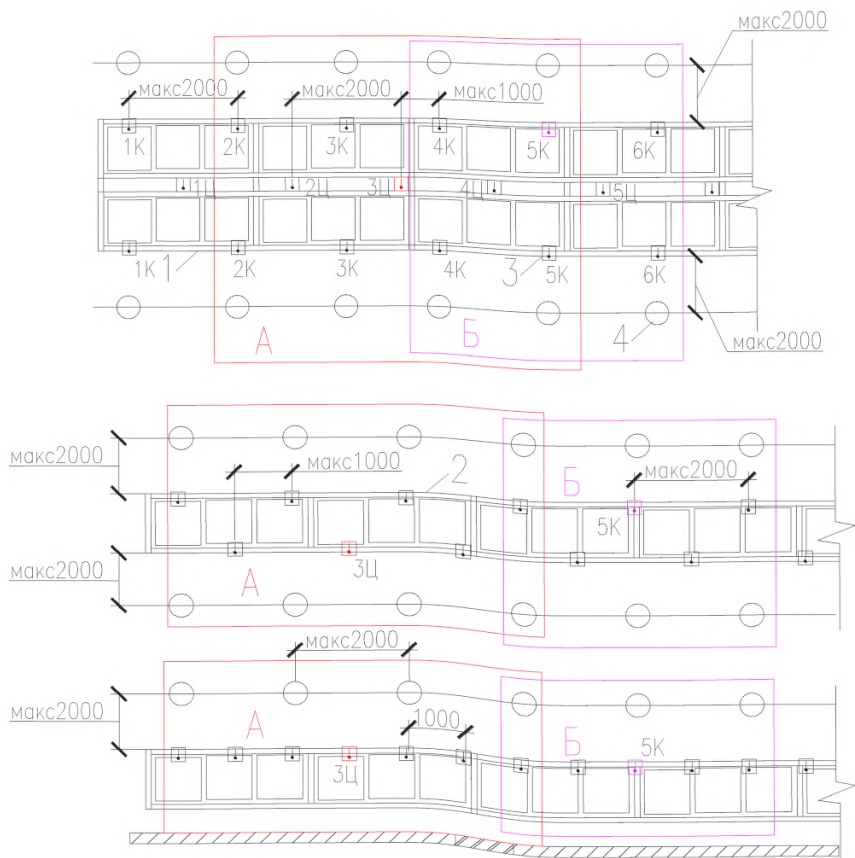 макс2000
макс2000 макс2000 макс1000
1К 2К 3К 4К 5К 6К
1Ц 2Ц 3Ц 4Ц 5Ц
1К 1 2К 3К 4К 3 5К 6К
А Б 4
макс2000
макс2000 макс1000 2 Б макс2000
5К
3Ц
макс2000 А
макс2000
макс2000 А 1000 Б 5К
3Ц